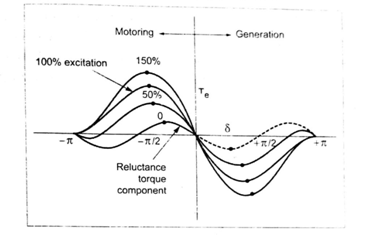 Motoring
Generation
150%
100% excitation
50%
Te
0
δ
−π
−π/2
+π/2
+π
Reluctance
torque
component